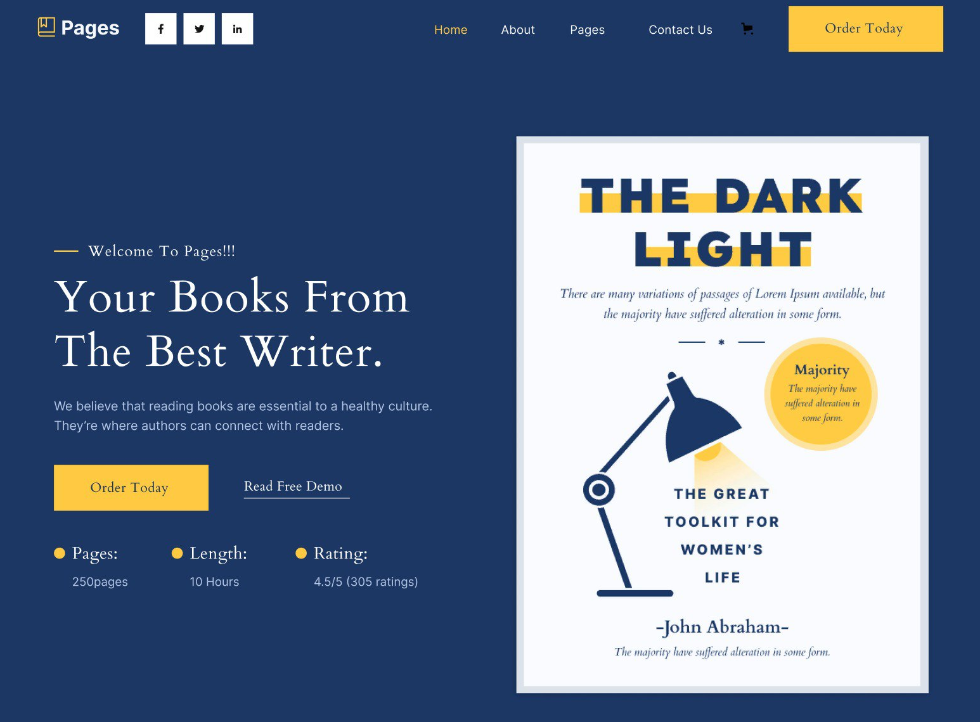 Pages
Home
About
Pages
Contact Us
Order Today
Welcome To Pages!!!
Your Books From
The Best Writer.
We believe that reading books are essential to a healthy culture.
They're where authors can connect with readers.
Order Today
Read Free Demo
Pages:
250pages
Length:
10 Hours
Rating:
4.5/5 (305 ratings)
THE DARK
LIGHT
There are many variations of passages of Lorem Ipsum available, but
the majority have suffered alteration in some form.
*
Majority
The majority have
suffered alteration in
some form.
THE GREAT
TOOLKIT FOR
WOMEN'S
LIFE
-John Abraham-
The majority have suffered alteration in some form.